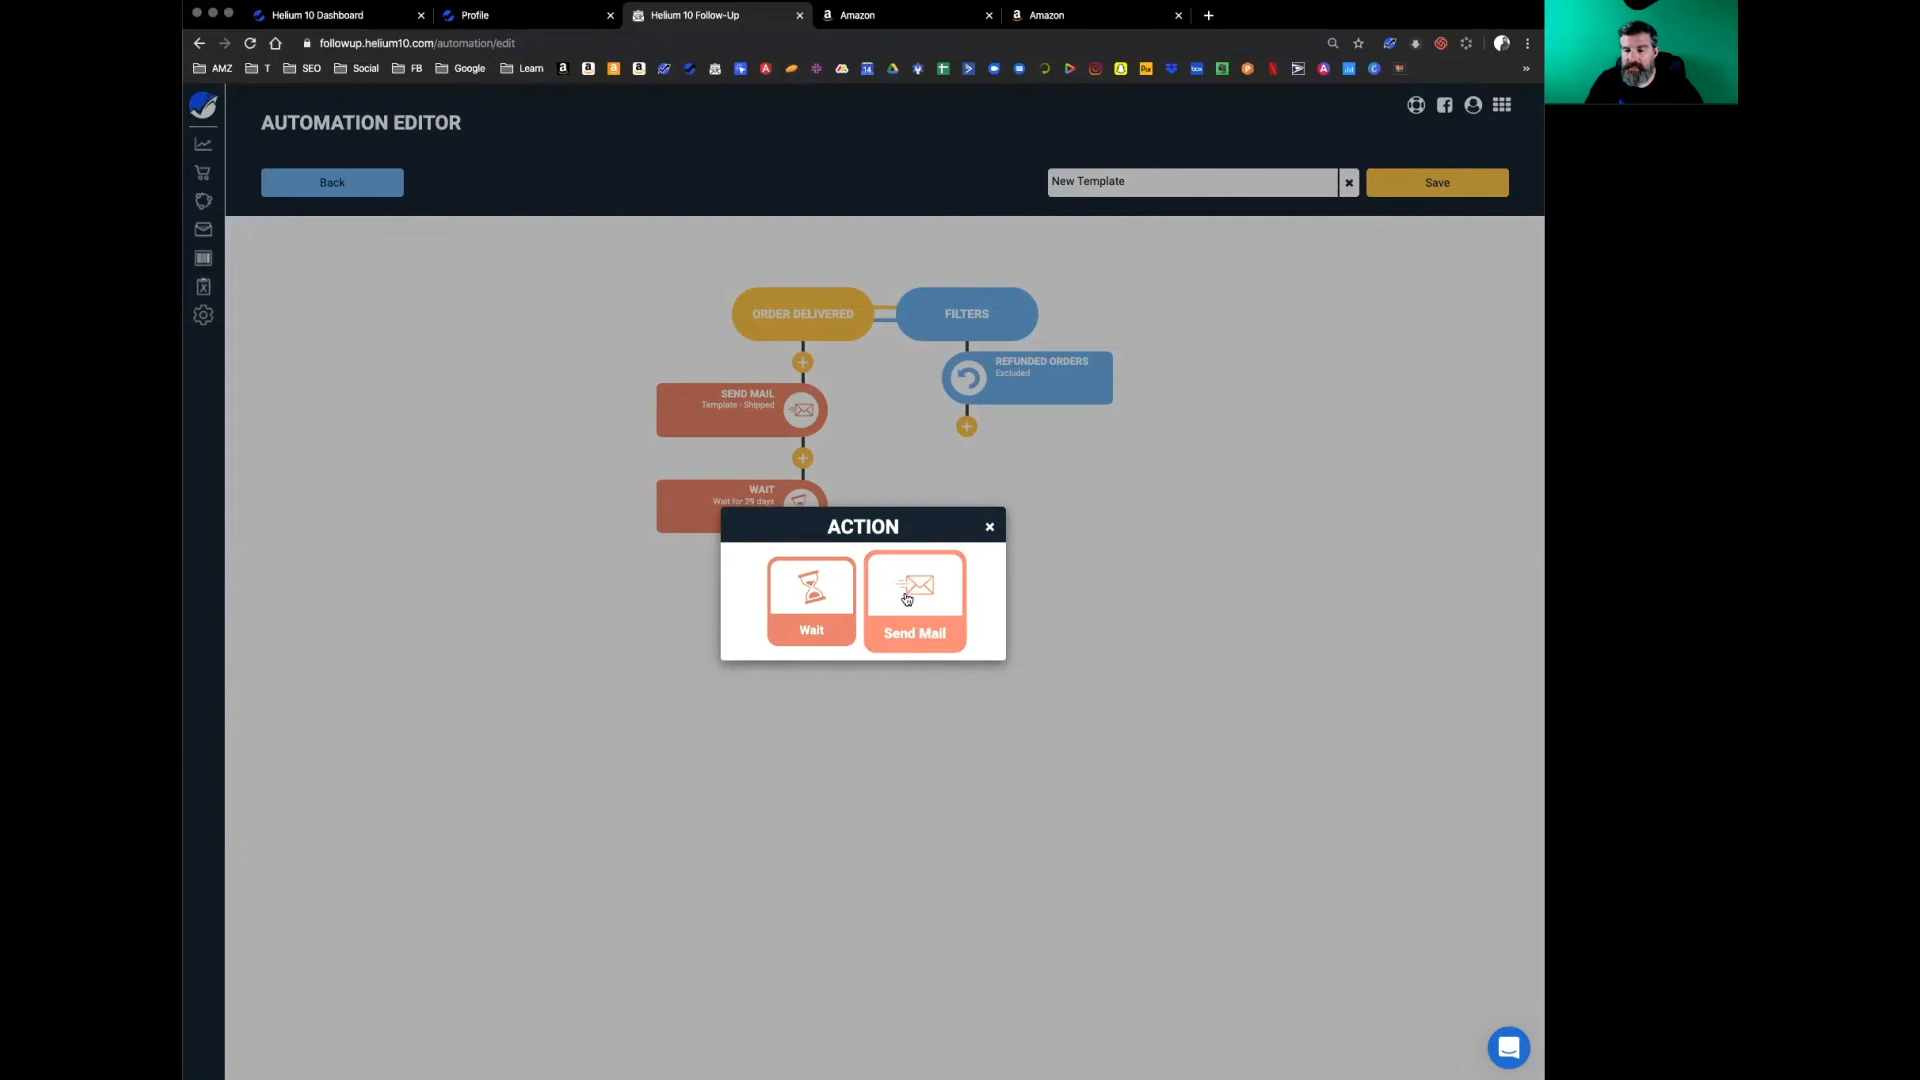 Helium 10 Dashboard
Profile
Helium 10 Follow-Up
Amazon
Amazon
followup.helium10.com/automation/edit
AMZ
T
SEO
Social
FB
Google
Learn
AUTOMATION EDITOR
Back
New Template
Save
ORDER DELIVERED
FILTERS
REFUNDED ORDERS
Excluded
SEND MAIL
Template - Shipped
WAIT
Wait for 29 days
ACTION
Wait
Send Mail